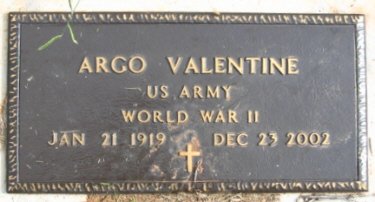 ARGO VALENTINE
US ARMY
WORLD WAR II
JAN 21 1919 DEC 23 2002